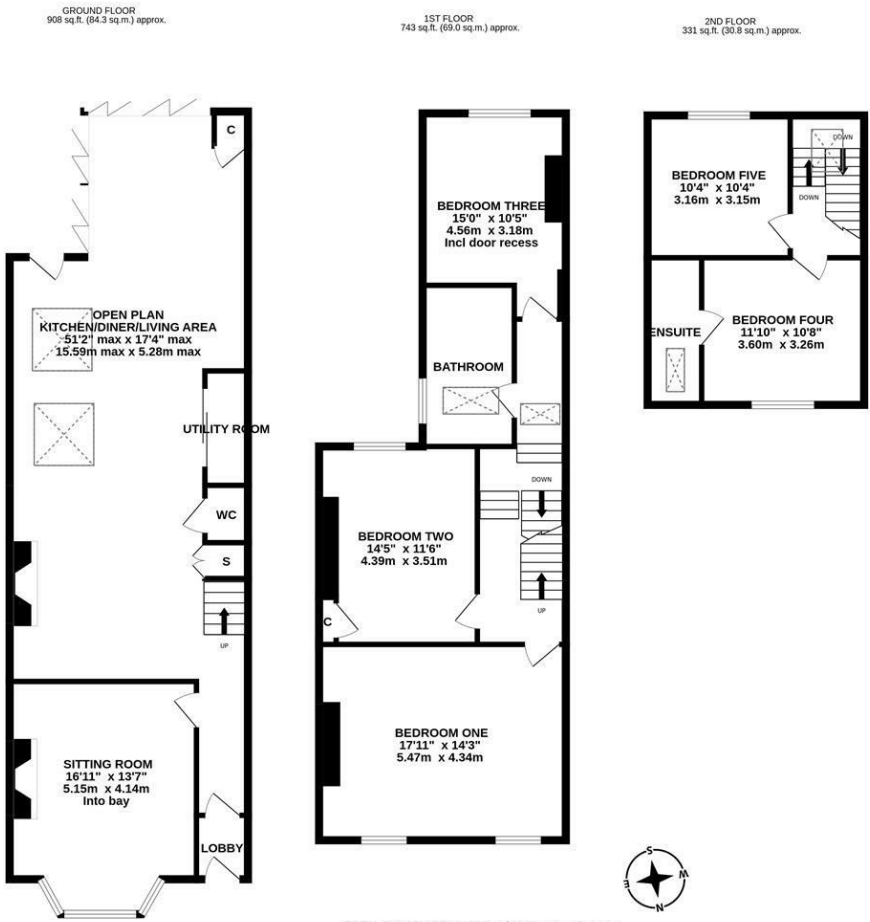 GROUND FLOOR
908 sq.ft. (84.3 sq.m.) approx.
1ST FLOOR
743 sq.ft. (69.0 sq.m.) approx.
2ND FLOOR
331 sq.ft. (30.8 sq.m.) approx.
C
OPEN PLAN
KITCHEN/DINER/LIVING AREA
51'2" max x 17'4" max
15.59m max x 5.28m max
UTILITY ROOM
WC
S
UP
SITTING ROOM
16'11" x 13'7"
5.15m x 4.14m
Into bay
LOBBY
BEDROOM THREE
15'0" x 10'5"
4.56m x 3.18m
Incl door recess
BATHROOM
DOWN
BEDROOM TWO
14'5" x 11'6"
4.39m x 3.51m
C
UP
BEDROOM ONE
17'11" x 14'3"
5.47m x 4.34m
DOWN
BEDROOM FIVE
10'4" x 10'4"
3.16m x 3.15m
DOWN
ENSUITE
BEDROOM FOUR
11'10" x 10'8"
3.60m x 3.26m
S
E
W
N